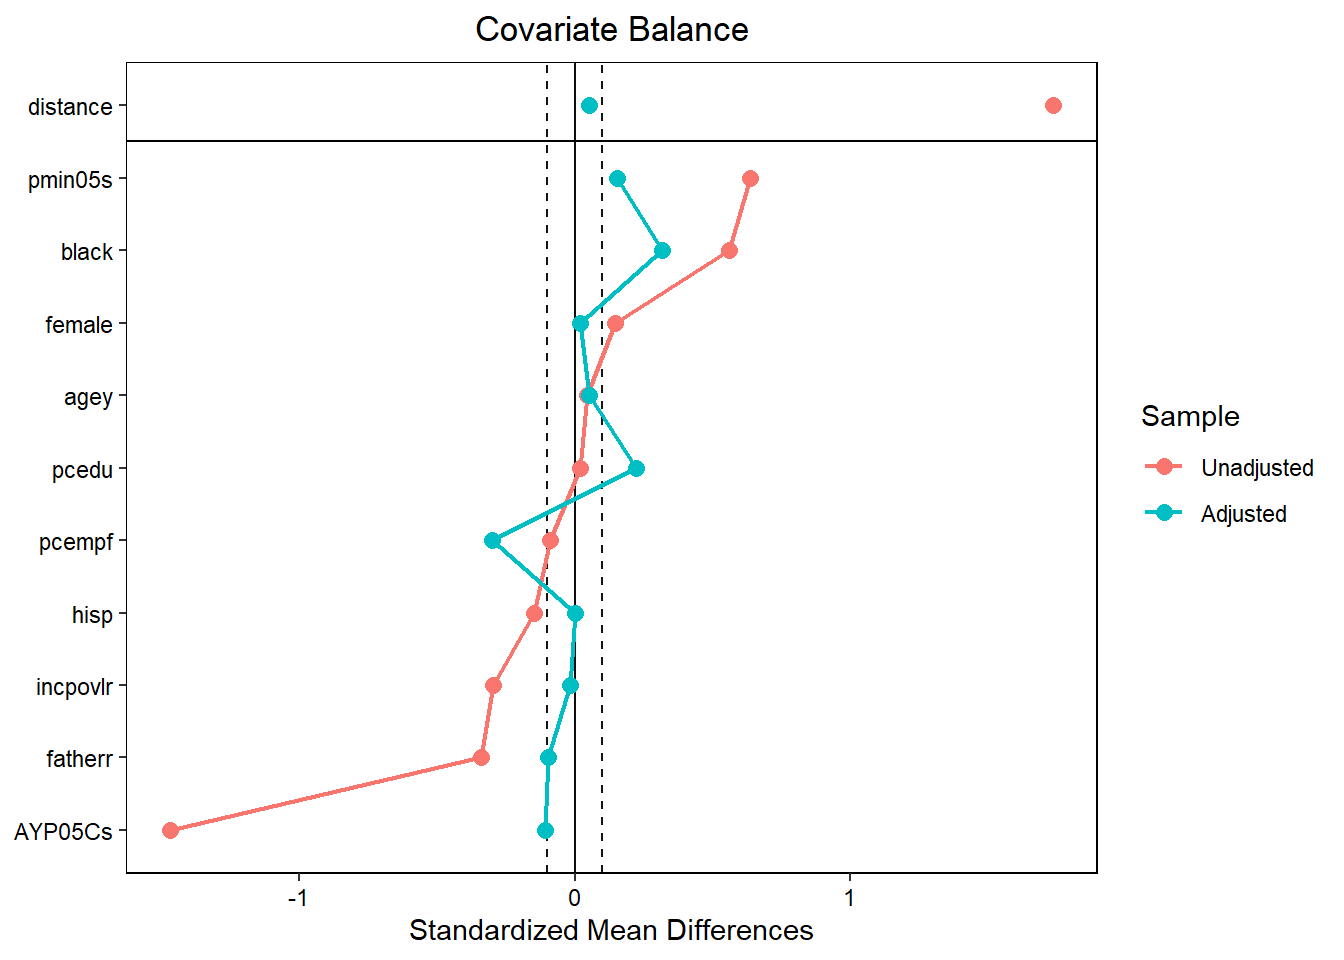 Covariate Balance
distance
pmin05s
black
female
agey
pcedu
pcempf
hisp
incpovlr
fatherr
AYP05Cs
-1 0 1
Standardized Mean Differences
Sample
Unadjusted
Adjusted